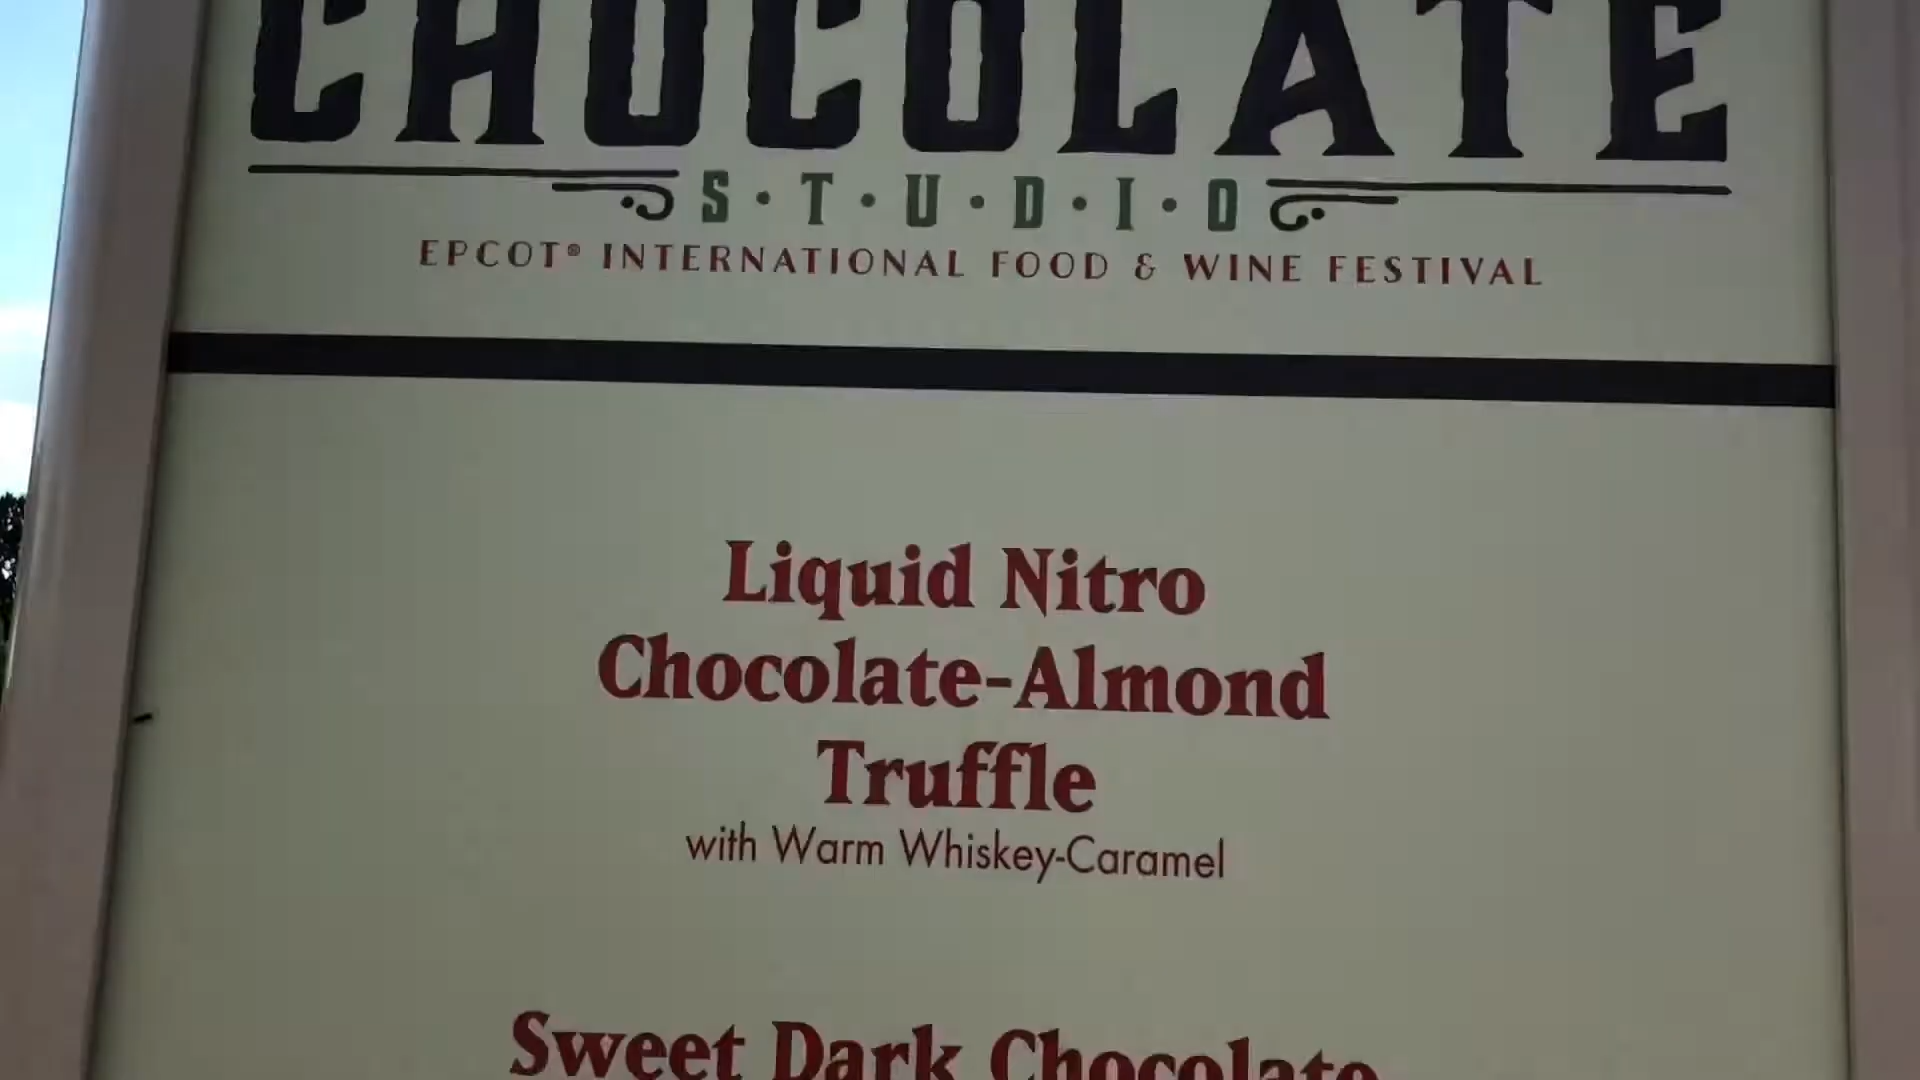 CHOCOLATE
S·T·U·D·I·O
EPCOT® INTERNATIONAL FOOD & WINE FESTIVAL
Liquid Nitro
Chocolate-Almond
Truffle
with Warm Whiskey-Caramel
Sweet Dark Chocolate